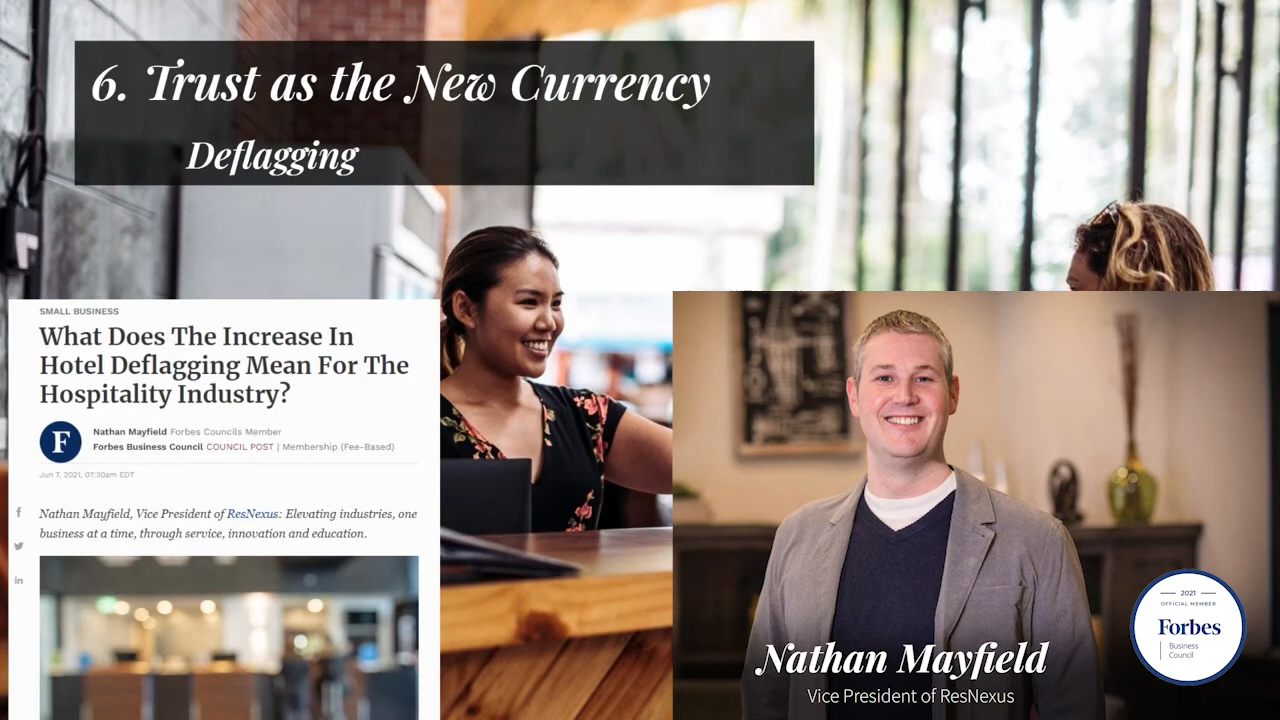 6. Trust as the New Currency
Deflagging
SMALL BUSINESS
What Does The Increase In
Hotel Deflagging Mean For The
Hospitality Industry?
F
Nathan Mayfield Forbes Councils Member
Forbes Business Council COUNCIL POST | Membership (Fee-Based)
Jun 7, 2021, 07:30am EDT
Nathan Mayfield, Vice President of ResNexus: Elevating industries, one
business at a time, through service, innovation and education.
f
in
2021
OFFICIAL MEMBER
Forbes
Business
Council
Nathan Mayfield
Vice President of ResNexus